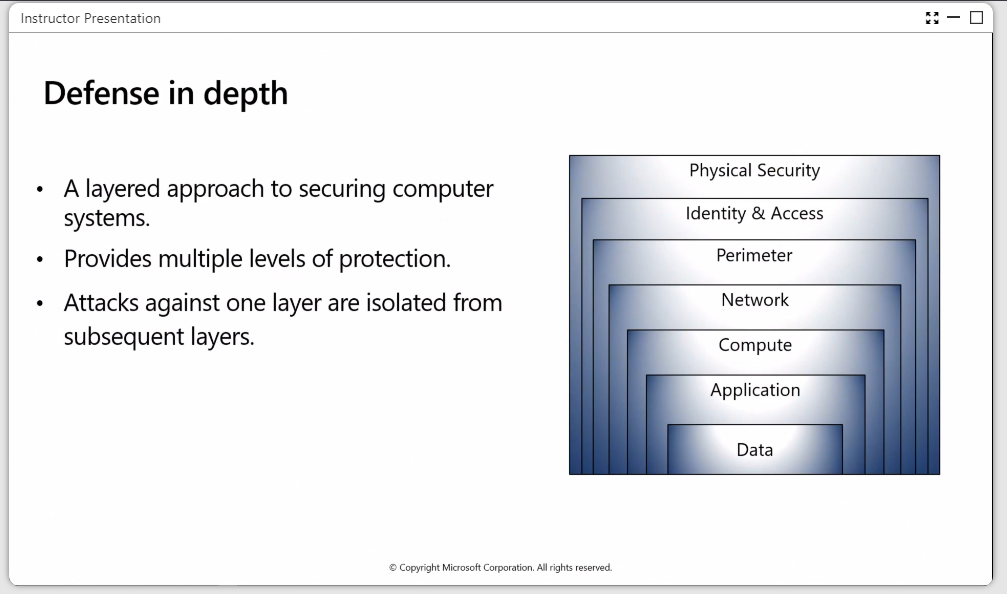 Instructor Presentation
Defense in depth
• A layered approach to securing computer
systems.
• Provides multiple levels of protection.
• Attacks against one layer are isolated from
subsequent layers.
Physical Security
Identity & Access
Perimeter
Network
Compute
Application
Data
© Copyright Microsoft Corporation. All rights reserved.